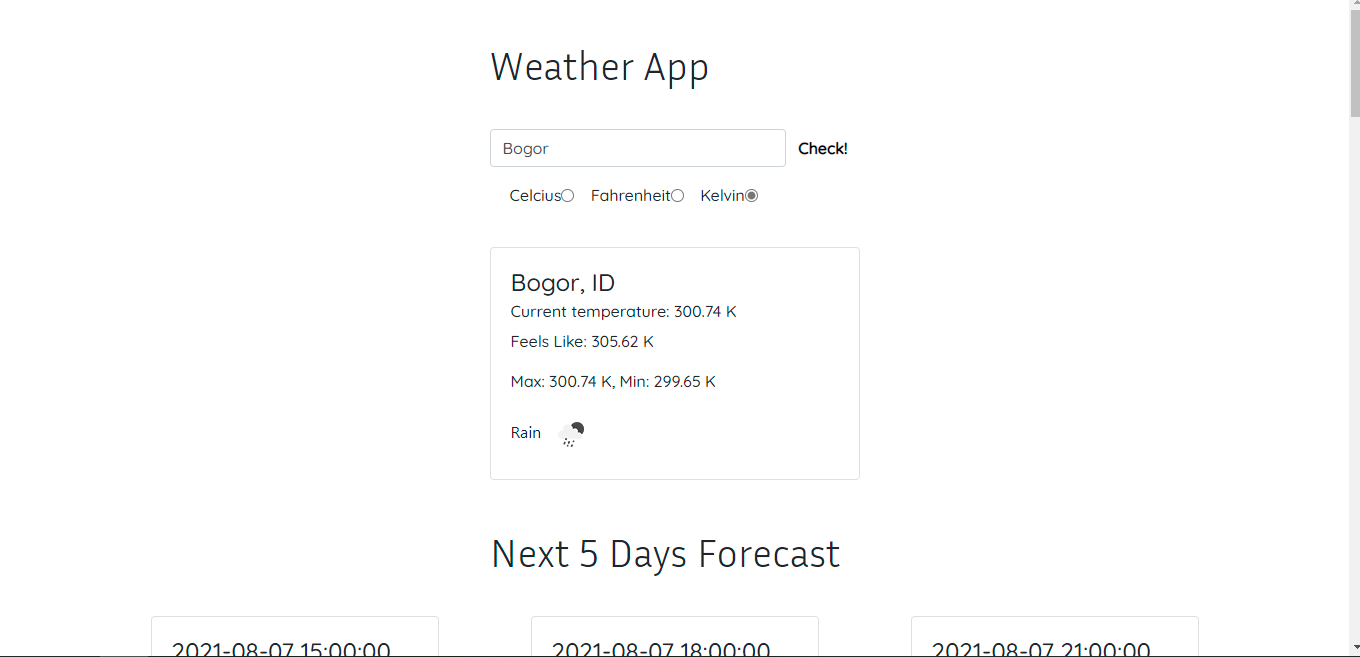 Weather App
Bogor Check!
Celcius Fahrenheit Kelvin
Bogor, ID
Current temperature: 300.74 K
Feels Like: 305.62 K
Max: 300.74 K, Min: 299.65 K
Rain
Next 5 Days Forecast
2021-08-07 15:00:00 2021-08-07 18:00:00 2021-08-07 21:00:00